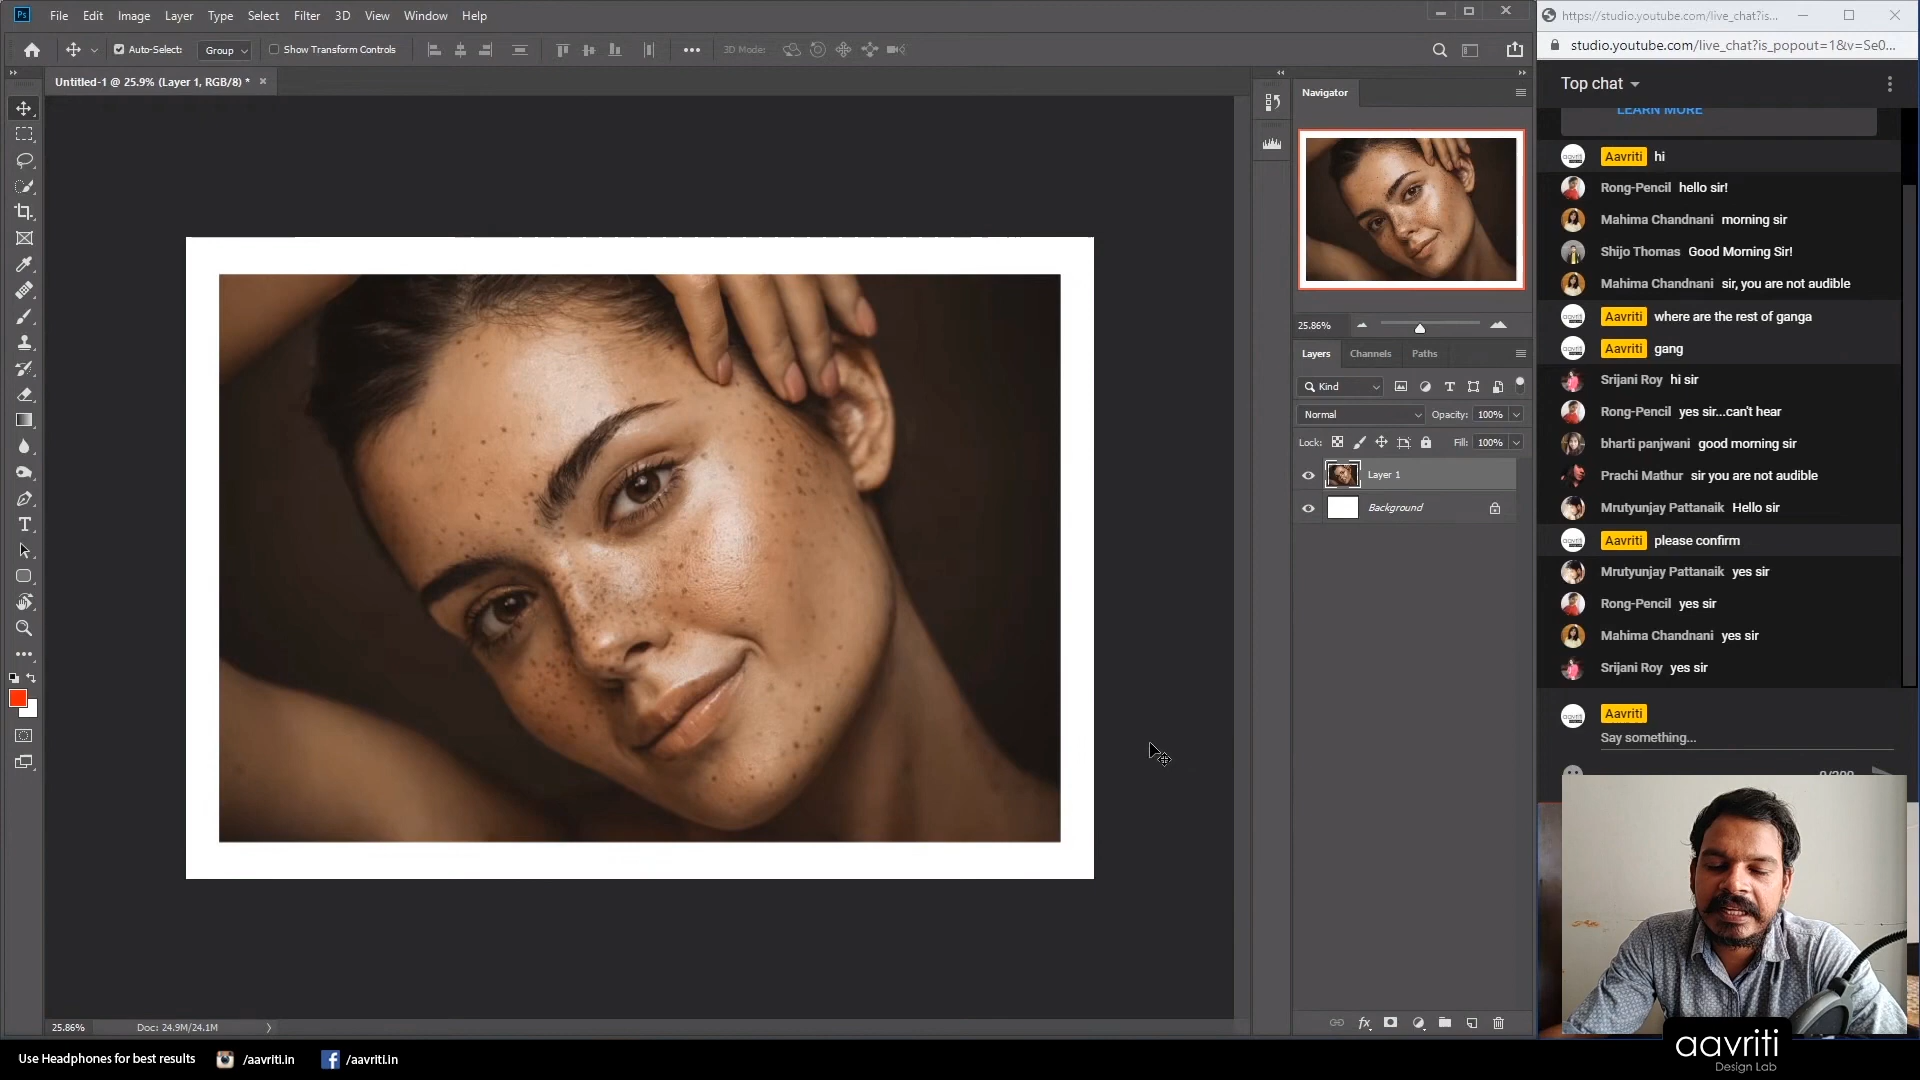 Ps File Edit Image Layer Type Select Filter 3D View Window Help
Auto-Select: Group Show Transform Controls 3D Mode:
Untitled-1 @ 25.9% (Layer 1, RGB/8) *
Navigator
25.86%
Layers Channels Paths
Kind
Normal Opacity: 100%
Lock: Fill: 100%
Layer 1
Background
25.86% Doc: 24.9M/24.1M
https://studio.youtube.com/live_chat?is...
studio.youtube.com/live_chat?is_popout=1&v=Se0...
Top chat
LEARN MORE
Aavriti hi
Rong-Pencil hello sir!
Mahima Chandnani morning sir
Shijo Thomas Good Morning Sir!
Mahima Chandnani sir, you are not audible
Aavriti where are the rest of ganga
Aavriti gang
Srijani Roy hi sir
Rong-Pencil yes sir...can't hear
bharti panjwani good morning sir
Prachi Mathur sir you are not audible
Mrutyunjay Pattanaik Hello sir
Aavriti please confirm
Mrutyunjay Pattanaik yes sir
Rong-Pencil yes sir
Mahima Chandnani yes sir
Srijani Roy yes sir
Aavriti
Say something...
Use Headphones for best results /aavriti.in /aavriti.in
aavriti
Design Lab